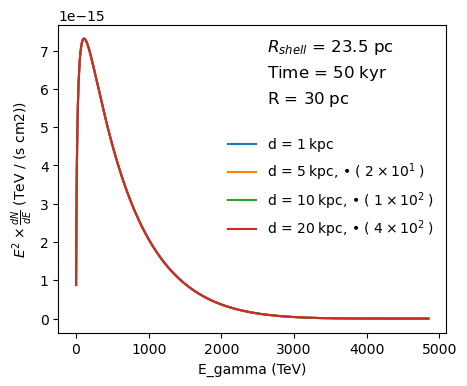 1e−15
R_shell = 23.5 pc
Time = 50 kyr
R = 30 pc
d = 1 kpc
d = 5 kpc, • ( 2 × 10^1 )
d = 10 kpc, • ( 1 × 10^2 )
d = 20 kpc, • ( 4 × 10^2 )
7
6
5
4
3
2
1
0
E^2 × dN/dE (TeV / (s cm2))
0 1000 2000 3000 4000 5000
E_gamma (TeV)